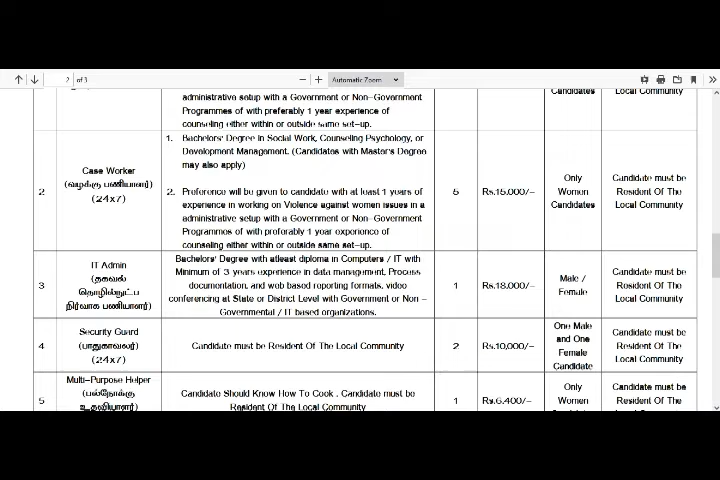 2 of 3
Automatic Zoom
administrative setup with a Government or Non-Government
Programmes of with preferably 1 year experience of
counseling either within or outside same set-up.
Candidates
Local Community
2
Case Worker
(வழக்கு பணியாளர்)
(24x7)
1. Bachelors' Degree in Social Work, Counseling Psychology, or
Development Management. (Candidates with Master's Degree
may also apply)
2. Preference will be given to candidate with at least 1 years of
experience in working on Violence against women issues in a
administrative setup with a Government or Non-Government
Programmes of with preferably 1 year experience of
counseling either within or outside same set-up.
5
Rs.15,000/-
Only
Women
Candidates
Candidate must be
Resident Of The
Local Community
3
IT Admin
(தகவல்
தொழில்நுட்ப
நிர்வாக பணியாளர்)
Bachelors' Degree with atleast diploma in Computers / IT with
Minimum of 3 years experience in data management, Process
documentation, and web based reporting formats, video
conferencing at State or District Level with Government or Non -
Governmental / IT based organizations.
1
Rs.18,000/-
Male /
Female
Candidate must be
Resident Of The
Local Community
4
Security Guard
(பாதுகாவலர்)
(24x7)
Candidate must be Resident Of The Local Community
2
Rs.10,000/-
One Male
and One
Female
Candidate
Candidate must be
Resident Of The
Local Community
5
Multi-Purpose Helper
(பல்நோக்கு
உதவியாளர்)
Candidate Should Know How To Cook . Candidate must be
Resident Of The Local Community
1
Rs.6,400/-
Only
Women
Candidate must be
Resident Of The